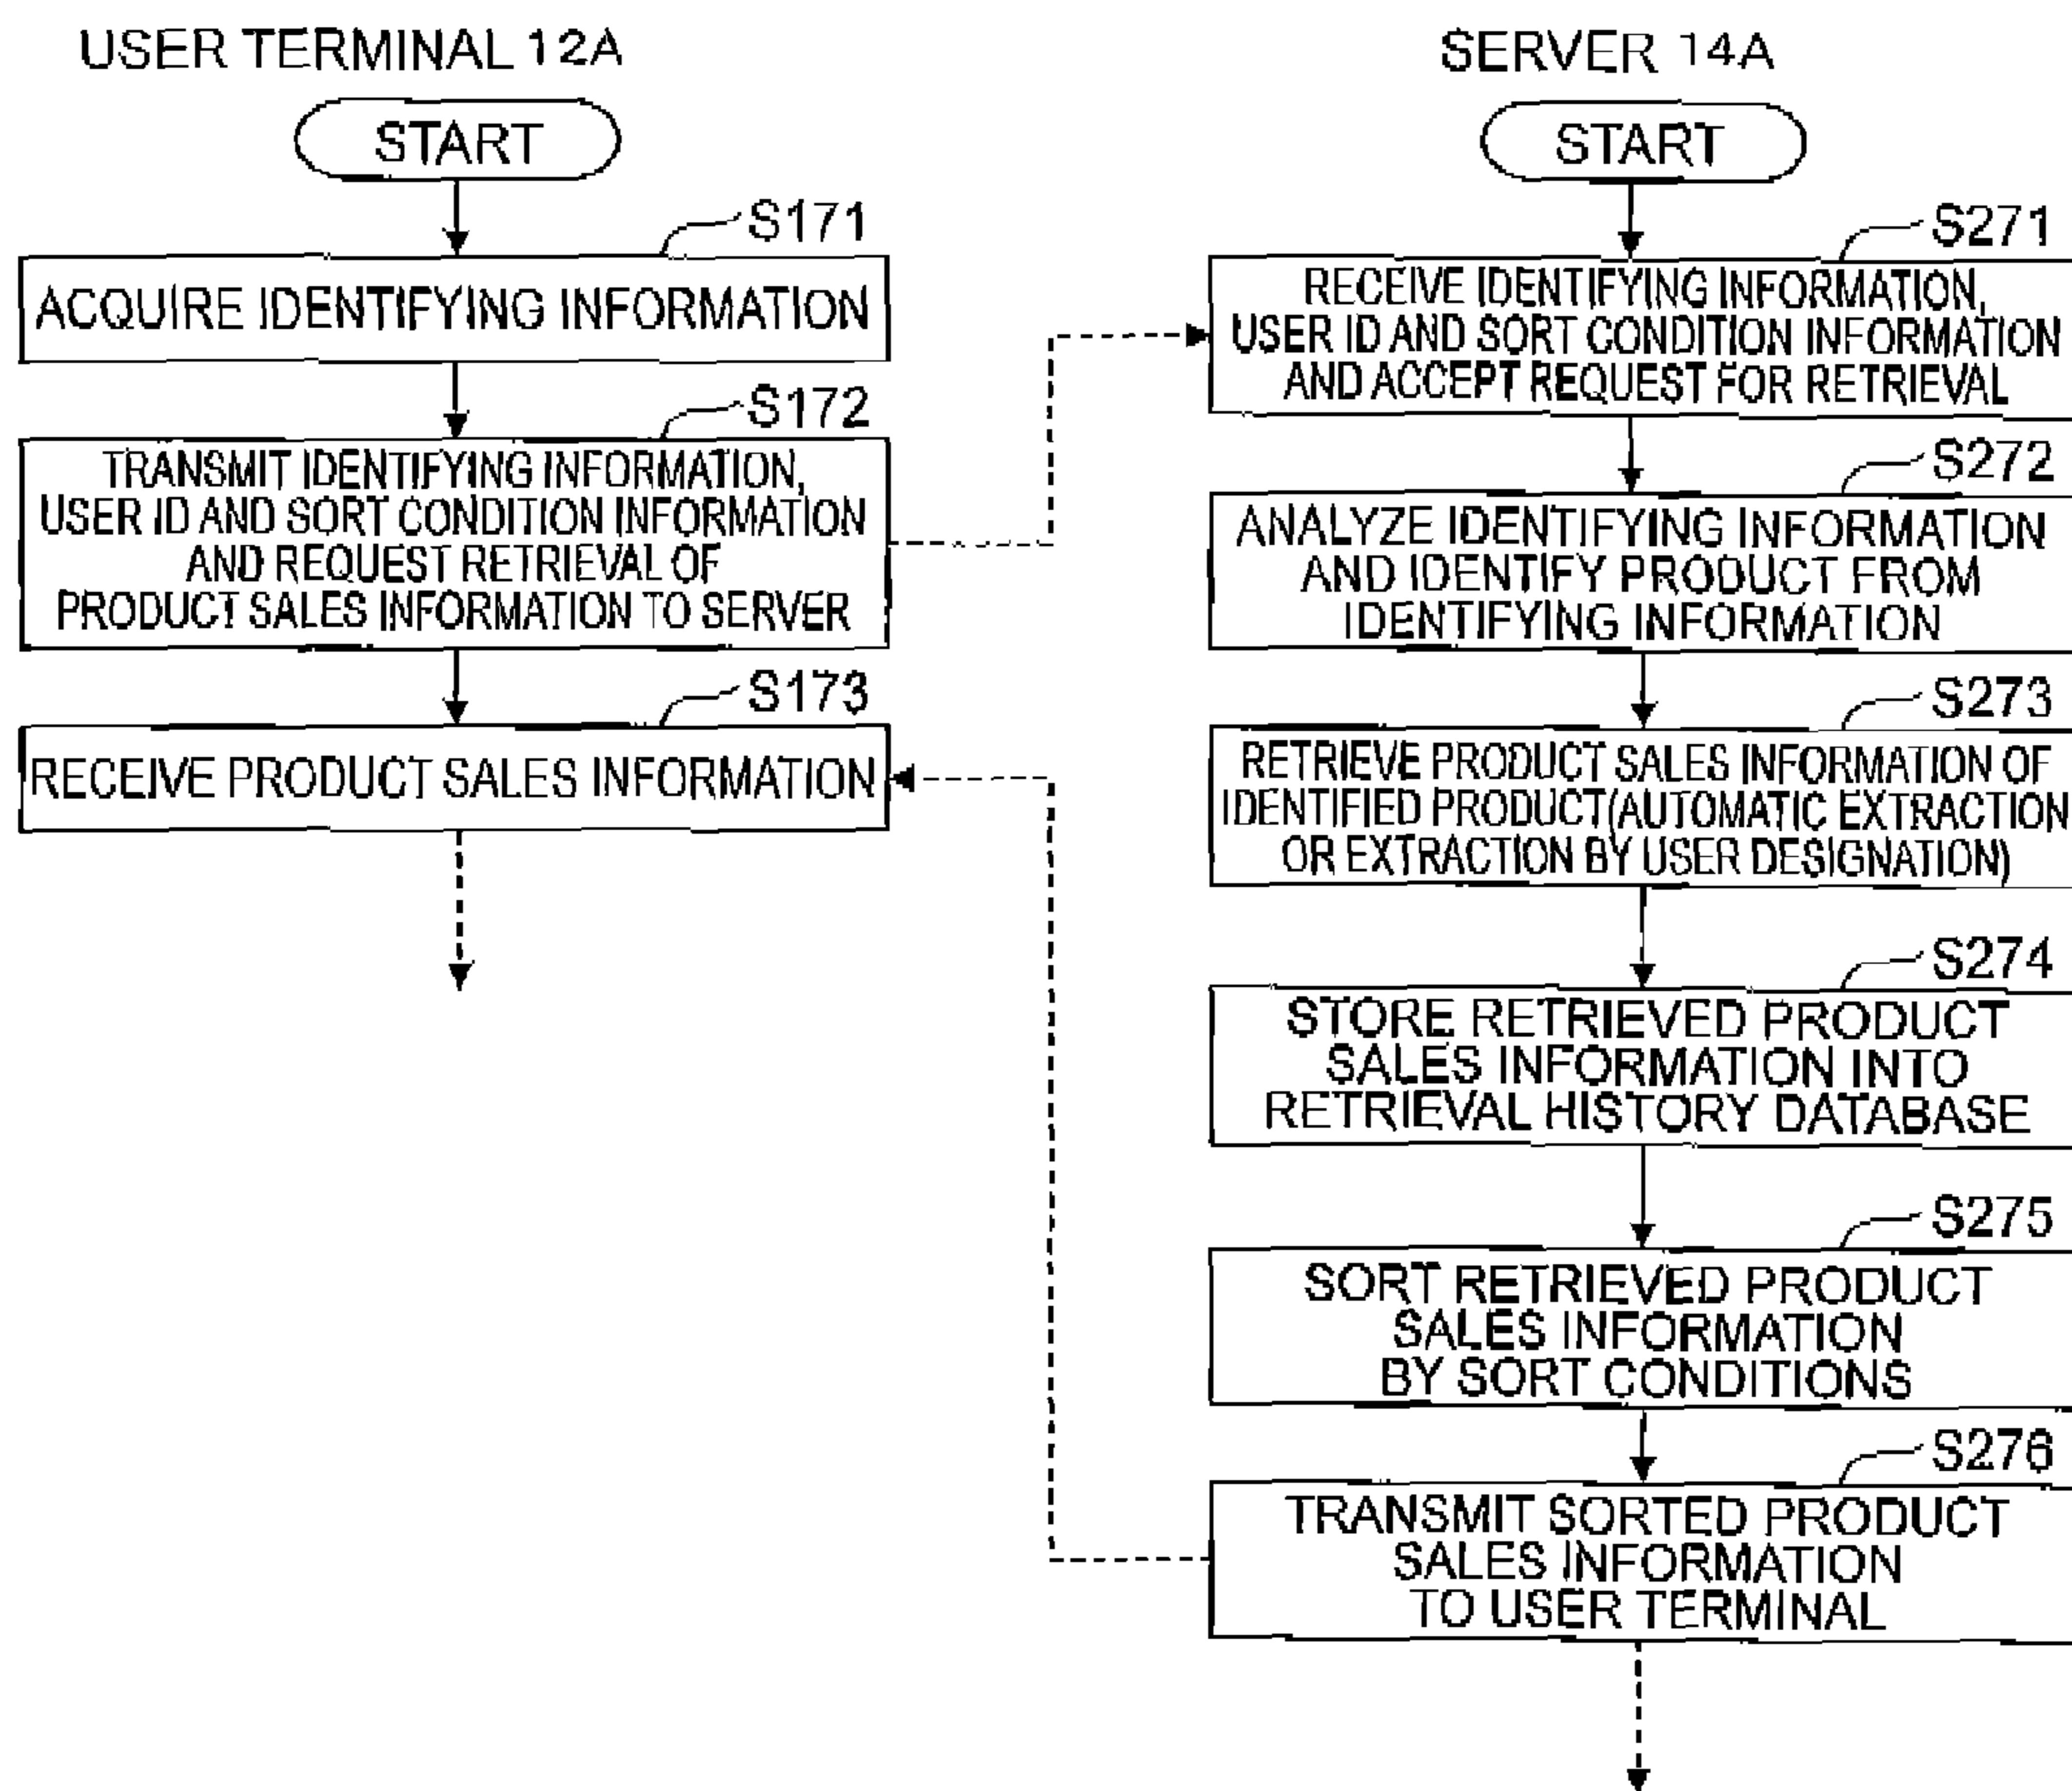 USER TERMINAL 12A
START
S171
ACQUIRE IDENTIFYING INFORMATION
S172
TRANSMIT IDENTIFYING INFORMATION,
USER ID AND SORT CONDITION INFORMATION
AND REQUEST RETRIEVAL OF
PRODUCT SALES INFORMATION TO SERVER
S173
RECEIVE PRODUCT SALES INFORMATION
SERVER 14A
START
S271
RECEIVE IDENTIFYING INFORMATION,
USER ID AND SORT CONDITION INFORMATION
AND ACCEPT REQUEST FOR RETRIEVAL
S272
ANALYZE IDENTIFYING INFORMATION
AND IDENTIFY PRODUCT FROM
IDENTIFYING INFORMATION
S273
RETRIEVE PRODUCT SALES INFORMATION OF
IDENTIFIED PRODUCT(AUTOMATIC EXTRACTION
OR EXTRACTION BY USER DESIGNATION)
S274
STORE RETRIEVED PRODUCT
SALES INFORMATION INTO
RETRIEVAL HISTORY DATABASE
S275
SORT RETRIEVED PRODUCT
SALES INFORMATION
BY SORT CONDITIONS
S276
TRANSMIT SORTED PRODUCT
SALES INFORMATION
TO USER TERMINAL